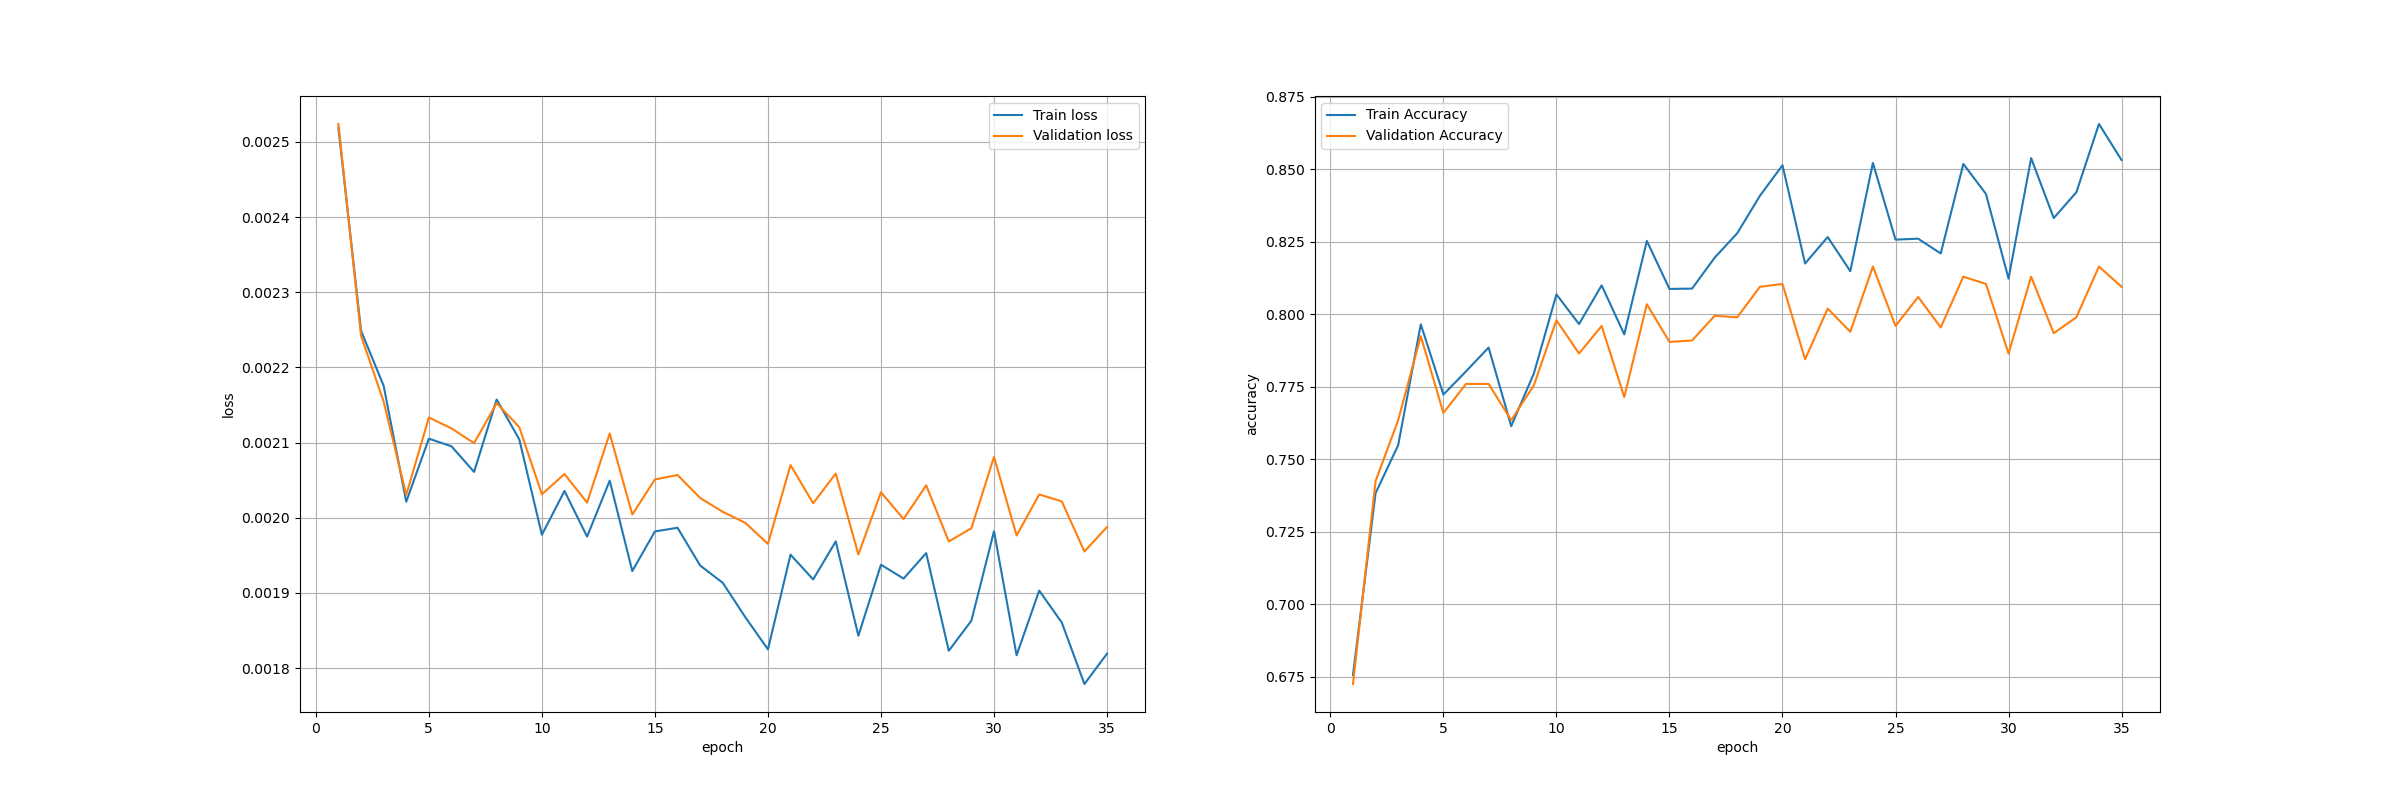 Train loss
Validation loss
0.0025
0.0024
0.0023
0.0022
0.0021
0.0020
0.0019
0.0018
loss
0 5 10 15 20 25 30 35
epoch
Train Accuracy
Validation Accuracy
0.875
0.850
0.825
0.800
0.775
0.750
0.725
0.700
0.675
accuracy
0 5 10 15 20 25 30 35
epoch